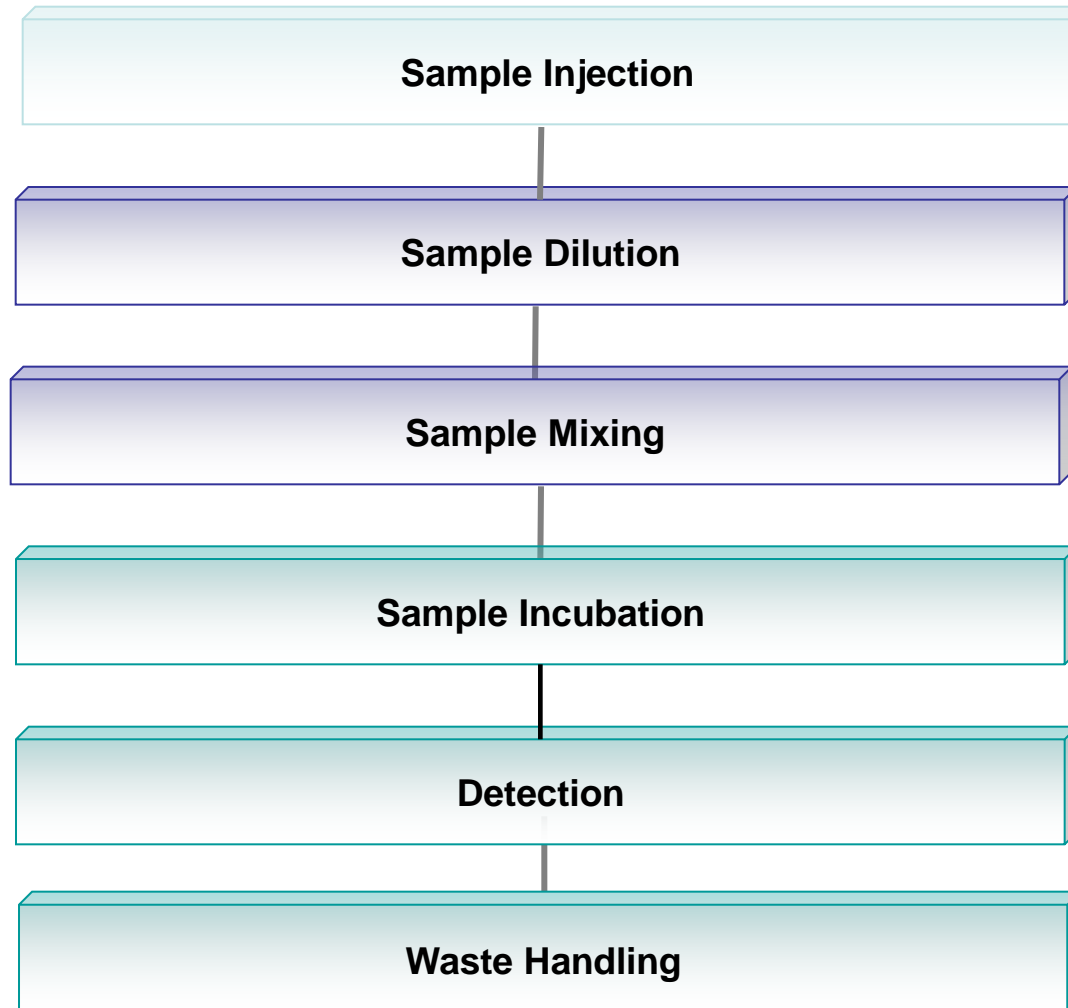 Sample Injection
Sample Dilution
Sample Mixing
Sample Incubation
Detection
Waste Handling